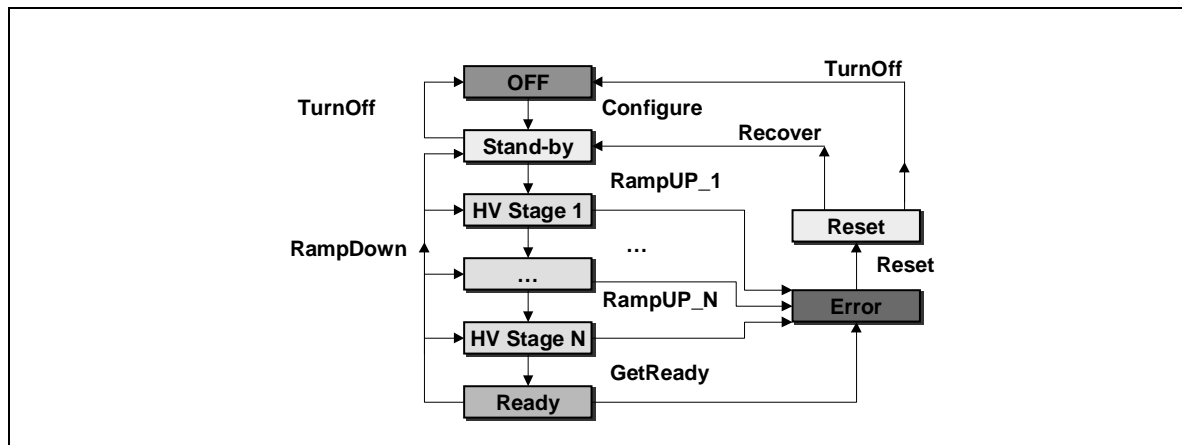 OFF
TurnOff
TurnOff
Configure
Recover
Stand-by
RampUP_1
HV Stage 1
Reset
RampDown
…
Reset
…
RampUP_N
Error
HV Stage N
GetReady
Ready